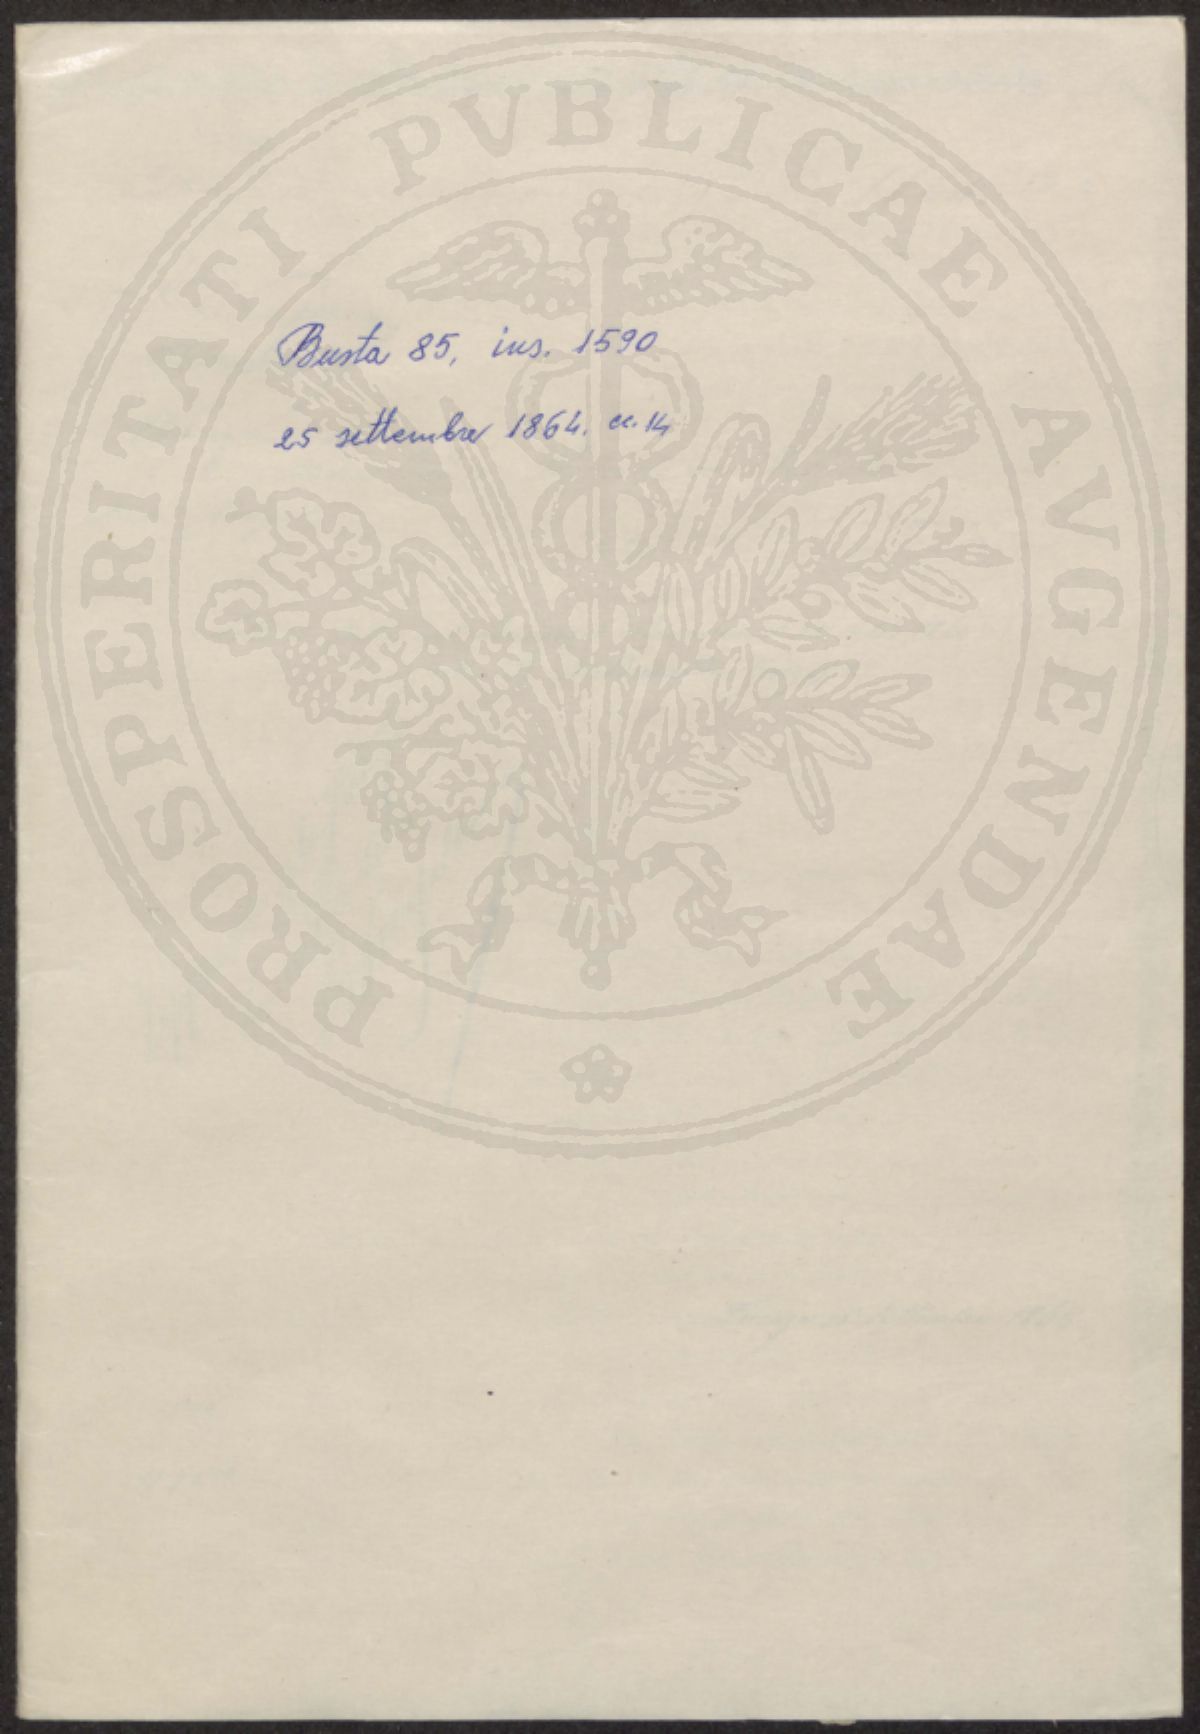 PROSPERITATI PVBLICAE AVGENDAE
Busta 85, ins. 1590
25 settembre 1864. cc. 14